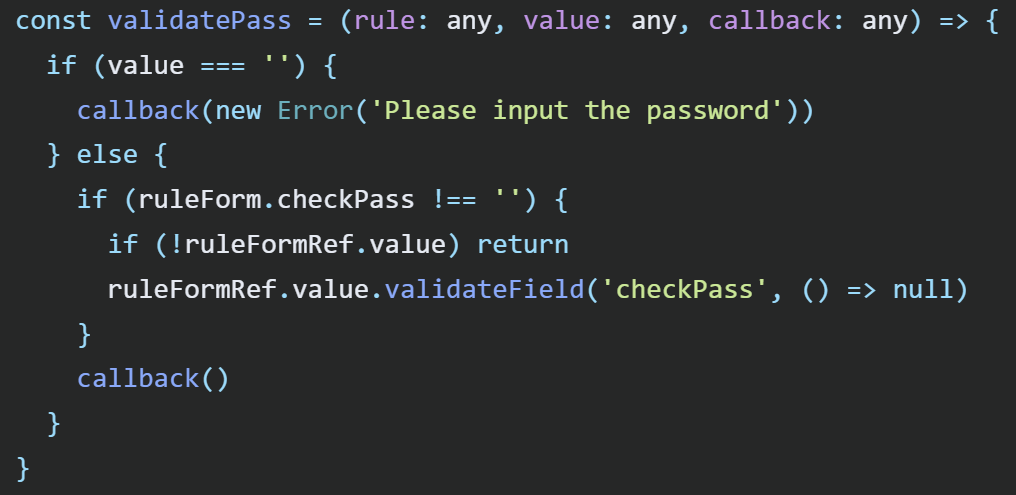 const validatePass = (rule: any, value: any, callback: any) => {
  if (value === '') {
    callback(new Error('Please input the password'))
  } else {
    if (ruleForm.checkPass !== '') {
      if (!ruleFormRef.value) return
      ruleFormRef.value.validateField('checkPass', () => null)
    }
    callback()
  }
}